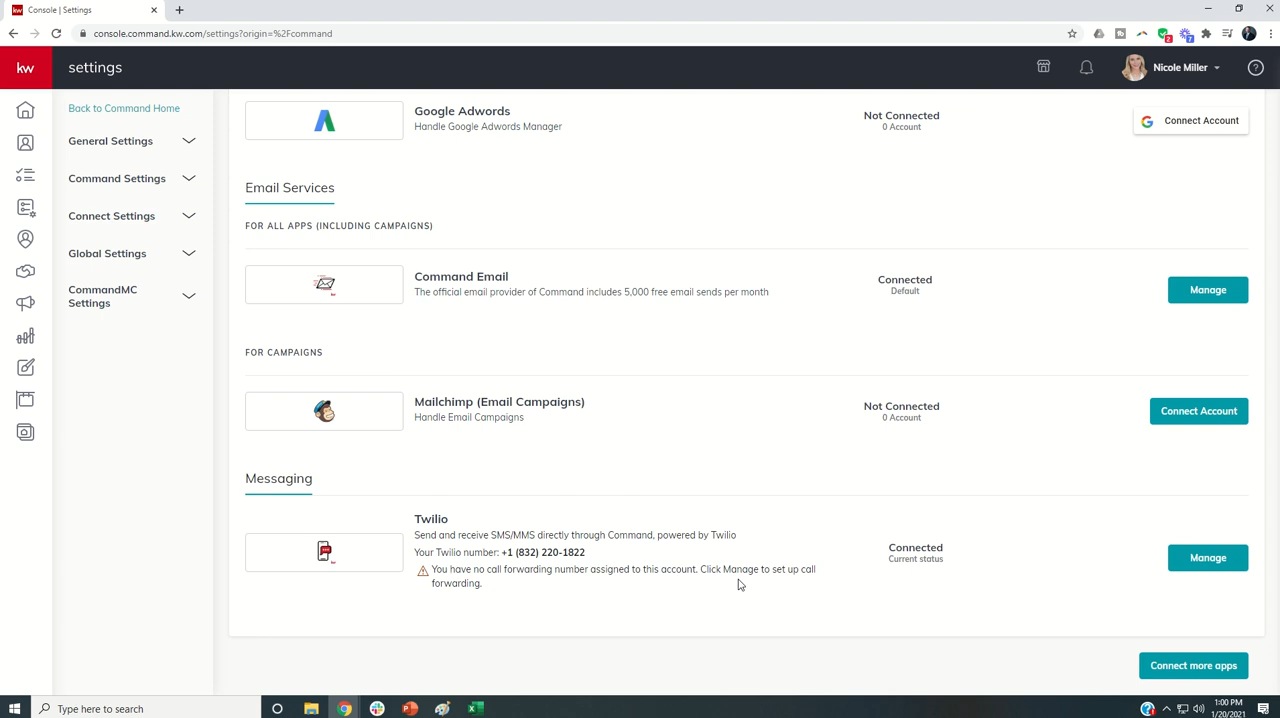 kw Console | Settings
console.command.kw.com/settings?origin=%2Fcommand
2
7
kw
settings
Nicole Miller
Back to Command Home
General Settings
Command Settings
Connect Settings
Global Settings
CommandMC
Settings
Google Adwords
Handle Google Adwords Manager
Not Connected
0 Account
Connect Account
Email Services
FOR ALL APPS (INCLUDING CAMPAIGNS)
Command Email
The official email provider of Command includes 5,000 free email sends per month
Connected
Default
Manage
FOR CAMPAIGNS
Mailchimp (Email Campaigns)
Handle Email Campaigns
Not Connected
0 Account
Connect Account
Messaging
Twilio
Send and receive SMS/MMS directly through Command, powered by Twilio
Your Twilio number: +1 (832) 220-1822
You have no call forwarding number assigned to this account. Click Manage to set up call
forwarding.
Connected
Current status
Manage
Connect more apps
Type here to search
1:00 PM
1/20/2021